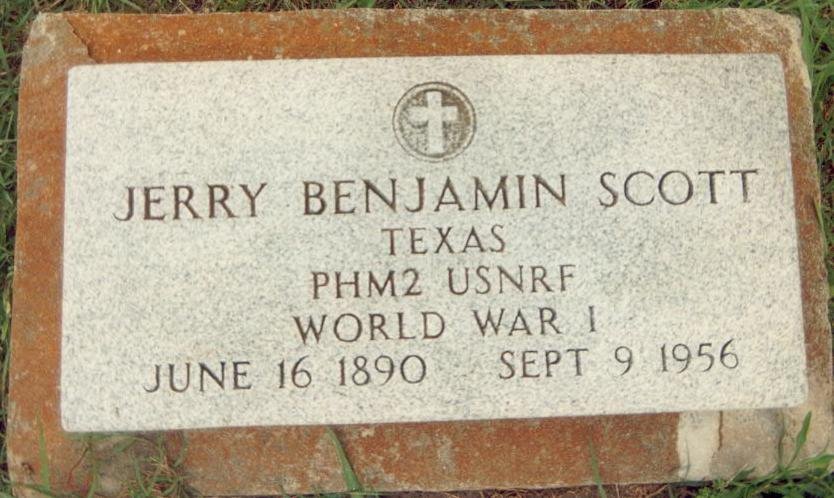 JERRY BENJAMIN SCOTT
TEXAS
PHM2 USNRF
WORLD WAR I
JUNE 16 1890 SEPT 9 1956